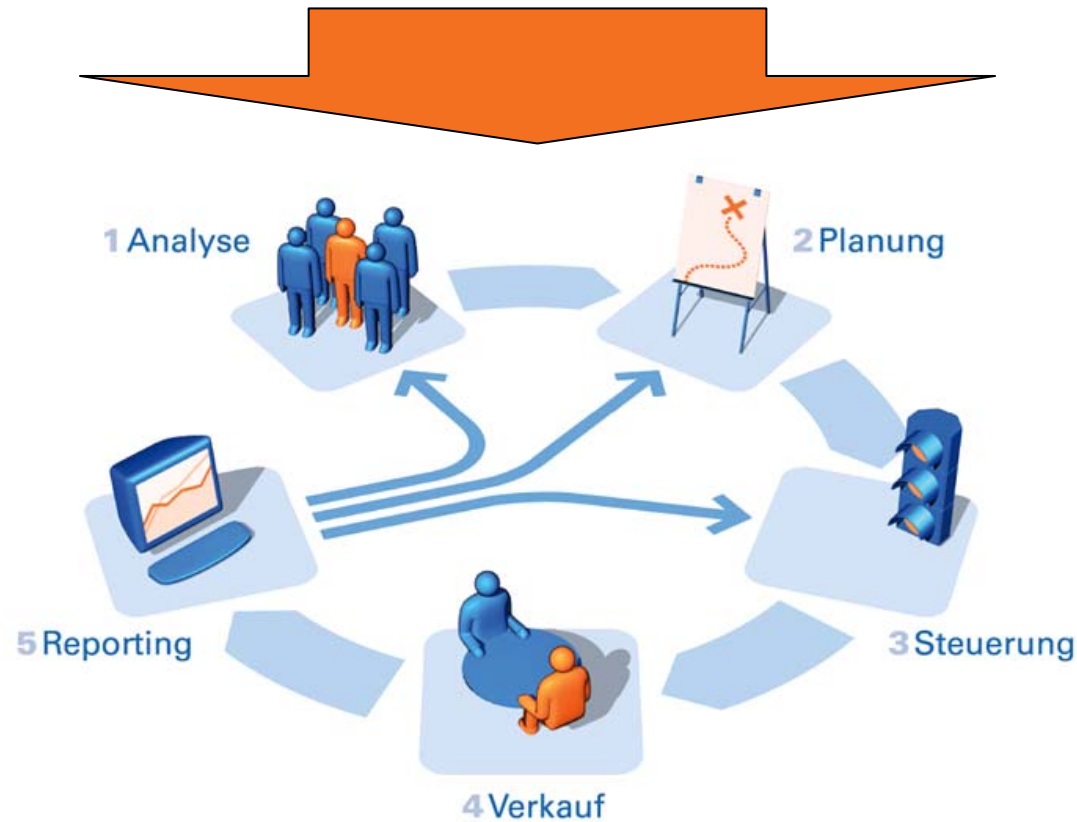 1 Analyse
2 Planung
3 Steuerung
4 Verkauf
5 Reporting